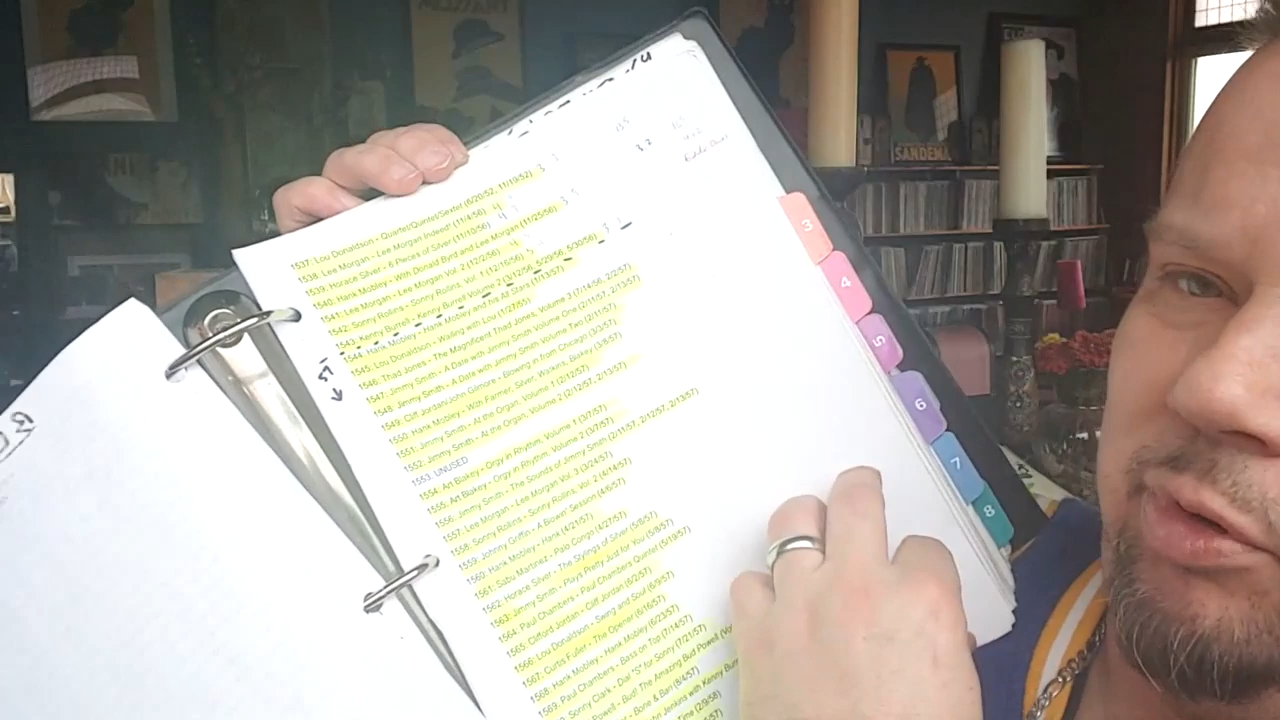 1537: Lou Donaldson - Quartet/Quintet/Sextet (6/20/52, 11/19/52) 3
1538: Lee Morgan - Lee Morgan Indeed! (11/4/56) 4
1539: Horace Silver - 6 Pieces of Silver (11/10/56) 4
1540: Hank Mobley - With Donald Byrd and Lee Morgan (11/25/56)
1541: Lee Morgan - Lee Morgan Vol. 2 (12/2/56)
1542: Sonny Rollins - Sonny Rollins, Vol. 1 (12/16/56)
1543: Kenny Burrell - Kenny Burrell Volume 2 (3/12/56, 5/29/56, 5/30/56) 3
1544: Hank Mobley - Hank Mobley and his All Stars (1/13/57)
1545: Lou Donaldson - Wailing with Lou (1/27/55)
1546: Thad Jones - The Magnificent Thad Jones, Volume 3 (7/14/56, 2/2/57)
1547: Jimmy Smith - A Date with Jimmy Smith Volume One (2/11/57, 2/13/57)
1548: Jimmy Smith - A Date with Jimmy Smith Volume Two (2/11/57)
1549: Cliff Jordan/John Gilmore - Blowing in from Chicago (3/3/57)
1550: Hank Mobley - With Farmer, Silver, Watkins, Blakey (3/8/57)
1551: Jimmy Smith - At the Organ, Volume 1 (2/12/57)
1552: Jimmy Smith - At the Organ, Volume 2 (2/12/57, 2/13/57)
1553: UNUSED
1554: Art Blakey - Orgy in Rhythm, Volume 1 (3/7/57)
1555: Art Blakey - Orgy in Rhythm, Volume 2 (3/7/57)
1556: Jimmy Smith - The Sounds of Jimmy Smith (2/11/57, 2/12/57, 2/13/57)
1557: Lee Morgan - Lee Morgan Vol. 3 (3/24/57)
1558: Sonny Rollins - Sonny Rollins, Vol. 2 (4/14/57)
1559: Johnny Griffin - A Blowin' Session (4/6/57)
1560: Hank Mobley - Hank (4/21/57)
1561: Sabu Martinez - Palo Congo (4/27/57)
1562: Horace Silver - The Stylings of Silver (5/8/57)
1563: Jimmy Smith - Plays Pretty Just for You (5/8/57)
1564: Paul Chambers - Paul Chambers Quintet (5/19/57)
1565: Clifford Jordan - Cliff Jordan (6/2/57)
1566: Lou Donaldson - Swing and Soul (6/9/57)
1567: Curtis Fuller - The Opener (6/16/57)
1568: Hank Mobley - Hank Mobley (6/23/57)
1569: Paul Chambers - Bass on Top (7/14/57)
Sonny Clark - Dial "S" for Sonny (7/21/57)
Powell - Bud! The Amazing Bud Powell
- Bone & Bari (8/4/57)
Jenkins with Kenny
Time (2/9/58)
3
4
5
6
7
8
SANDEMAN